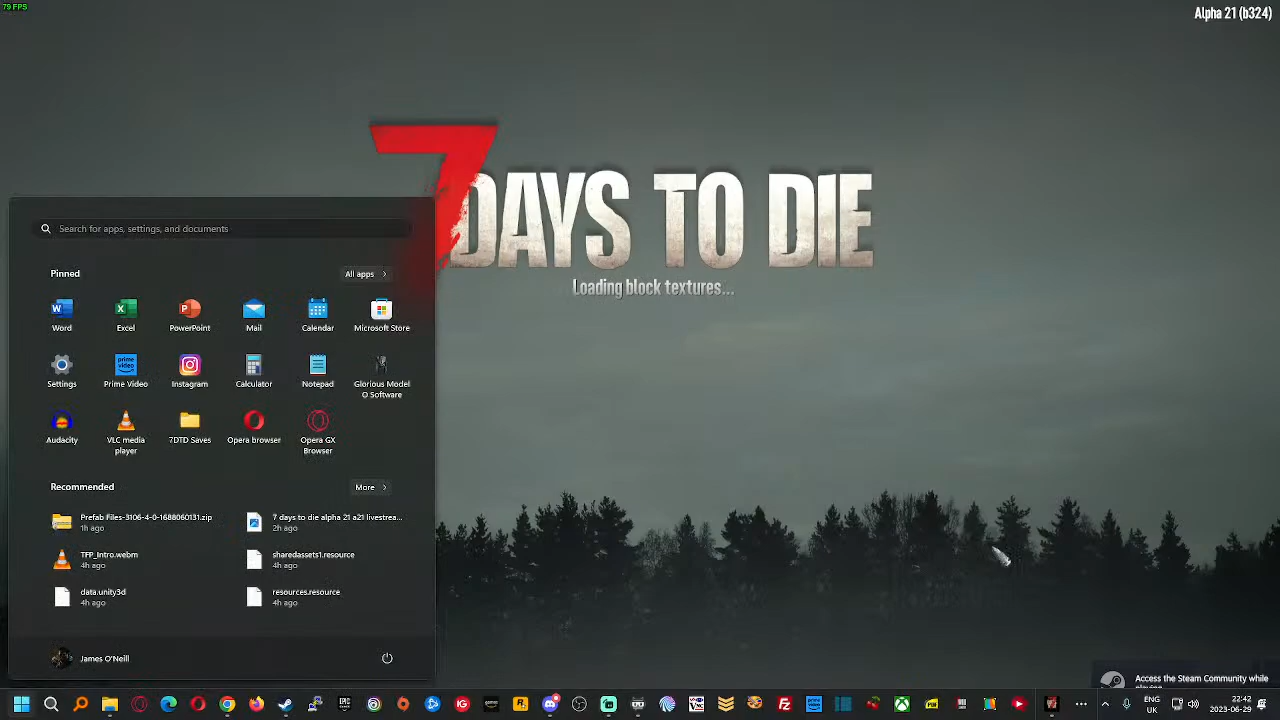 79 FPS
Alpha 21 (b324)
7 DAYS TO DIE
Loading block textures...
Search for apps, settings, and documents
Pinned
All apps
Word
Excel
PowerPoint
Mail
Calendar
Microsoft Store
Settings
prime video
Prime Video
Instagram
Calculator
Notepad
Glorious Model O Software
Audacity
VLC media player
7DTD Saves
Opera browser
Opera GX Browser
Recommended
More
Prefab Files-3106-4-0-1688060131.zip
1h ago
7 days to die alpha 21 a21 livestrea...
2h ago
TFP_Intro.webm
4h ago
sharedassets1.resource
4h ago
data.unity3d
4h ago
resources.resource
4h ago
James O'Neill
Access the Steam Community while
ENG
UK
22:42
2023-06-29